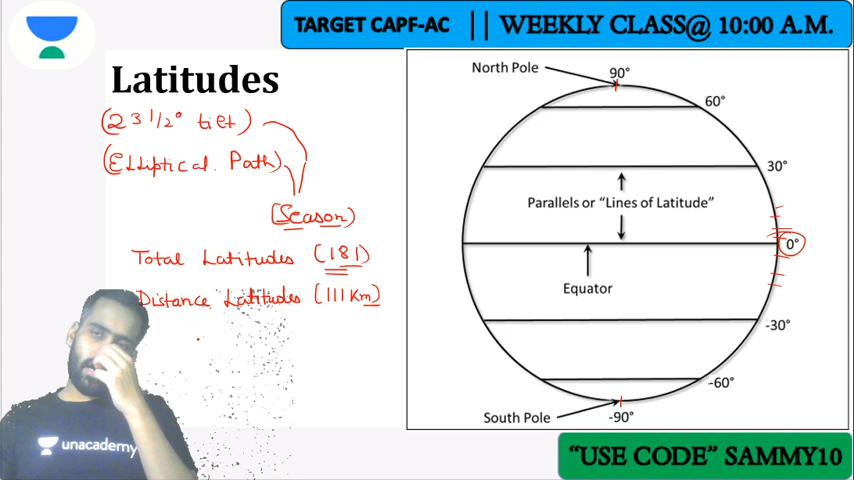 TARGET CAPF-AC || WEEKLY CLASS@ 10:00 A.M.
Latitudes
(23 1/2° tilt)
(Elliptical Path)
(Season)
Total Latitudes (181)
Distance Latitudes (111 Km)
North Pole
90°
60°
30°
Parallels or “Lines of Latitude”
0°
Equator
-30°
-60°
South Pole
-90°
unacademy
“USE CODE” SAMMY10